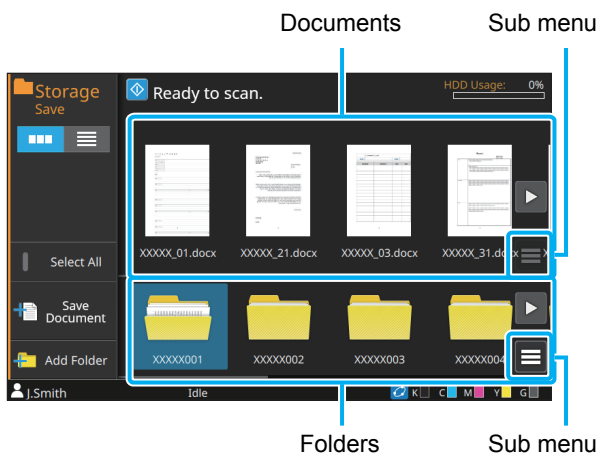 Documents
Sub menu
Storage
Save
Ready to scan.
HDD Usage: 0%
XXXXX_01.docx
XXXXX_21.docx
XXXXX_03.docx
XXXXX_31.docx
X
Select All
Save
Document
Add Folder
XXXXX001
XXXXX002
XXXXX003
XXXXX004
J.Smith
Idle
K C M Y G
Folders
Sub menu